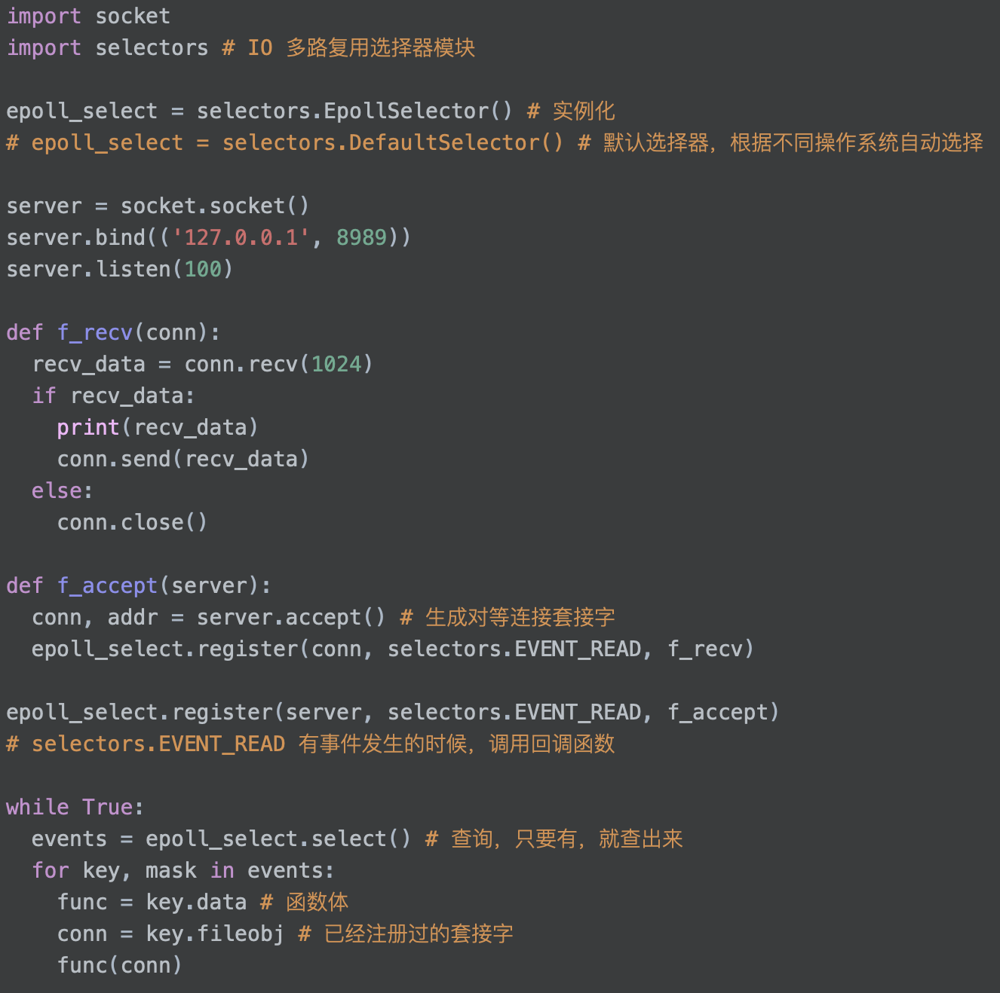 import socket
import selectors # IO 多路复用选择器模块
epoll_select = selectors.EpollSelector() # 实例化
# epoll_select = selectors.DefaultSelector() # 默认选择器，根据不同操作系统自动选择
server = socket.socket()
server.bind(('127.0.0.1', 8989))
server.listen(100)
def f_recv(conn):
  recv_data = conn.recv(1024)
  if recv_data:
    print(recv_data)
    conn.send(recv_data)
  else:
    conn.close()
def f_accept(server):
  conn, addr = server.accept() # 生成对等连接套接字
  epoll_select.register(conn, selectors.EVENT_READ, f_recv)
epoll_select.register(server, selectors.EVENT_READ, f_accept)
# selectors.EVENT_READ 有事件发生的时候，调用回调函数
while True:
  events = epoll_select.select() # 查询，只要有，就查出来
  for key, mask in events:
    func = key.data # 函数体
    conn = key.fileobj # 已经注册过的套接字
    func(conn)